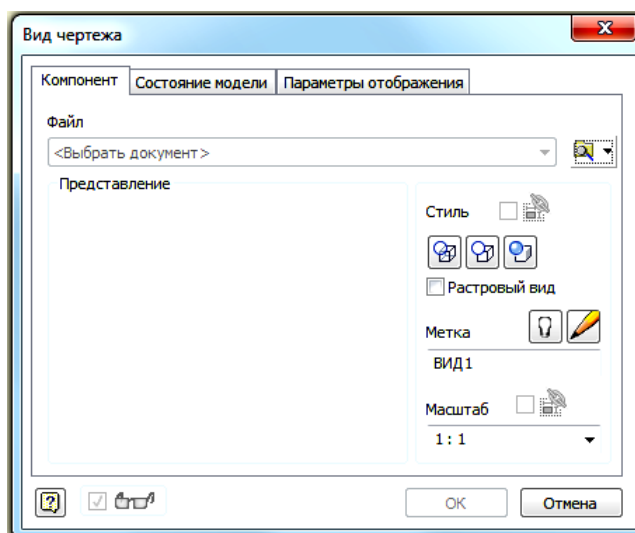 Вид чертежа
Компонент Состояние модели Параметры отображения
Файл
<Выбрать документ>
Представление
Стиль
Растровый вид
Метка
ВИД1
Масштаб
1 : 1
OK Отмена